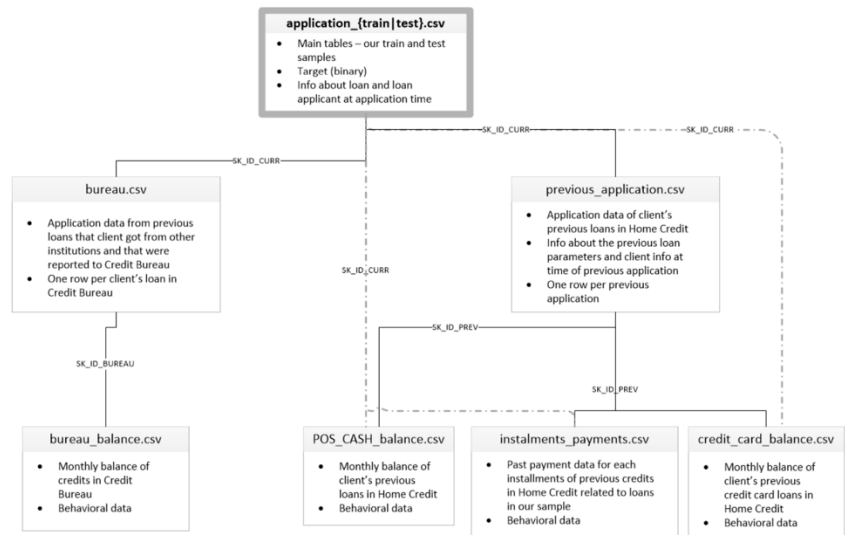 application_{train|test}.csv
• Main tables – our train and test
samples
• Target (binary)
• Info about loan and loan
applicant at application time
SK_ID_CURR
SK_ID_CURR
SK_ID_CURR
bureau.csv
• Application data from previous
loans that client got from other
institutions and that were
reported to Credit Bureau
• One row per client's loan in
Credit Bureau
previous_application.csv
• Application data of client's
previous loans in Home Credit
• Info about the previous loan
parameters and client info at
time of previous application
• One row per previous
application
SK_ID_CURR
SK_ID_PREV
SK_ID_BUREAU
SK_ID_PREV
bureau_balance.csv
• Monthly balance of
credits in Credit
Bureau
• Behavioral data
POS_CASH_balance.csv
• Monthly balance of
client's previous
loans in Home Credit
• Behavioral data
instalments_payments.csv
• Past payment data for each
installments of previous credits
in Home Credit related to loans
in our sample
• Behavioral data
credit_card_balance.csv
• Monthly balance of
client's previous
credit card loans in
Home Credit
• Behavioral data